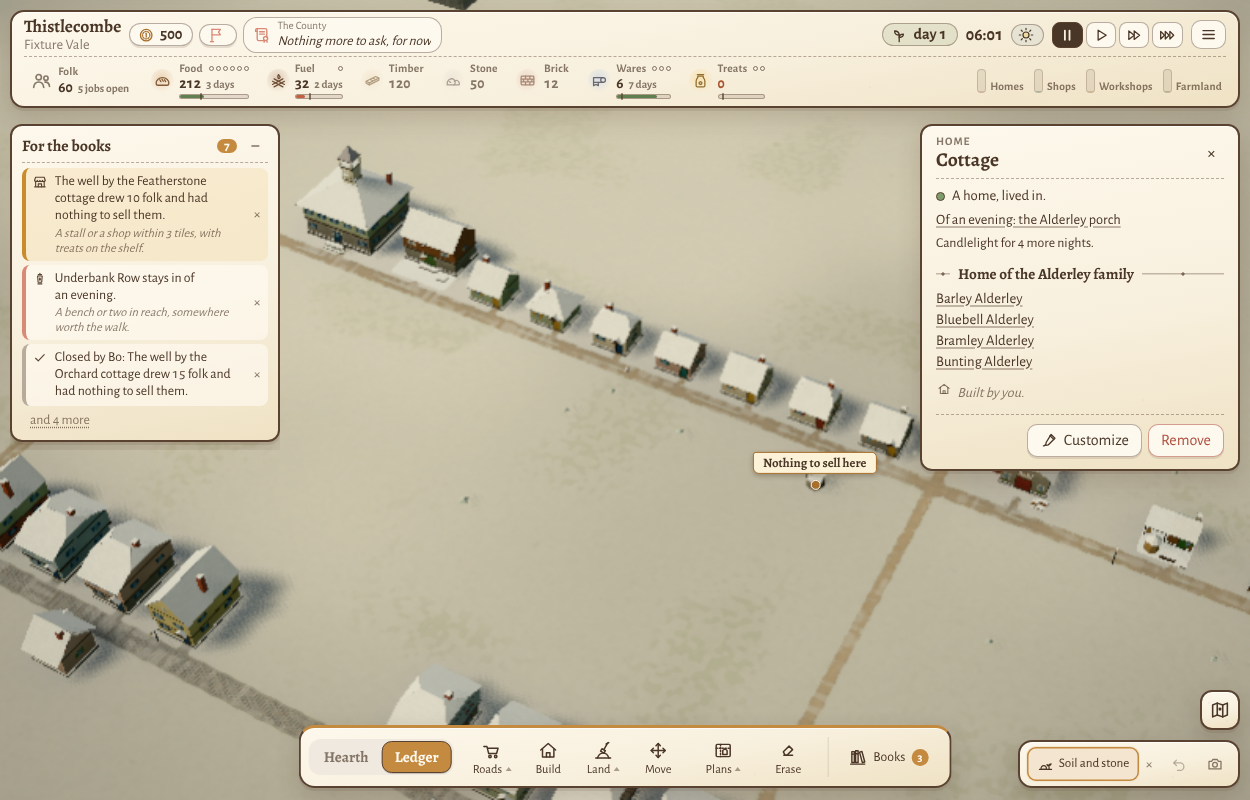 Thistlecombe
Fixture Vale
500
The County
Nothing more to ask, for now
day 1
06:01
Folk
60 5 jobs open
Food
212 3 days
Fuel
32 2 days
Timber
120
Stone
50
Brick
12
Wares
6 7 days
Treats
0
Homes
Shops
Workshops
Farmland
For the books
7
The well by the Featherstone
cottage drew 10 folk and had
nothing to sell them.
A stall or a shop within 3 tiles, with
treats on the shelf.
Underbank Row stays in of
an evening.
A bench or two in reach, somewhere
worth the walk.
Closed by Bo: The well by the
Orchard cottage drew 15 folk and
had nothing to sell them.
and 4 more
HOME
Cottage
A home, lived in.
Of an evening: the Alderley porch
Candlelight for 4 more nights.
Home of the Alderley family
Barley Alderley
Bluebell Alderley
Bramley Alderley
Bunting Alderley
Built by you.
Customize
Remove
Nothing to sell here
Hearth
Ledger
Roads
Build
Land
Move
Plans
Erase
Books 3
Soil and stone